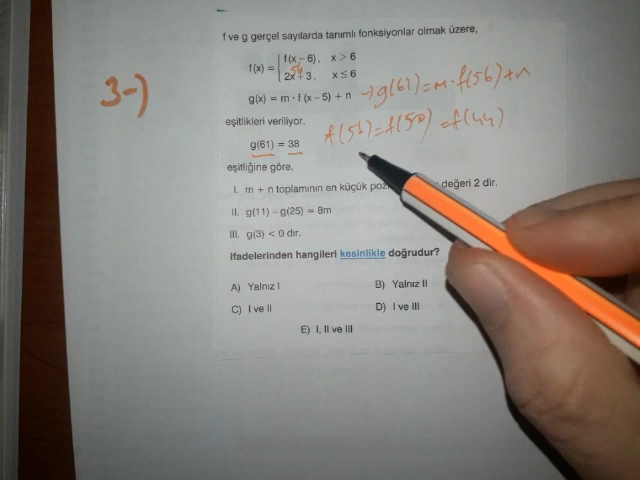 f ve g gerçel sayılarda tanımlı fonksiyonlar olmak üzere,
f(x) = { f(x – 6), x > 6
2x + 3, x ≤ 6
56
3-)
g(x) = m · f (x – 5) + n
→ g(61) = m · f(56) + n
eşitlikleri veriliyor.
f(56) = f(50) = f(44)
g(61) = 38
eşitliğine göre,
I. m + n toplamının en küçük değeri 2 dir.
II. g(11) – g(25) = 8m
III. g(3) < 0 dır.
ifadelerinden hangileri kesinlikle doğrudur?
A) Yalnız I B) Yalnız II
C) I ve II D) I ve III
E) I, II ve III